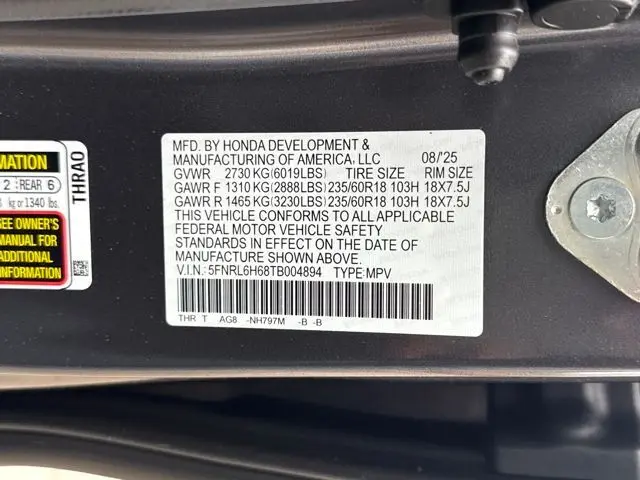 MFD. BY HONDA DEVELOPMENT &
MANUFACTURING OF AMERICA, LLC 08/'25
GVWR 2730 KG(6019LBS) TIRE SIZE RIM SIZE
GAWR F 1310 KG(2888LBS) 235/60R18 103H 18X7.5J
GAWR R 1465 KG(3230LBS) 235/60R18 103H 18X7.5J
THIS VEHICLE CONFORMS TO ALL APPLICABLE
FEDERAL MOTOR VEHICLE SAFETY
STANDARDS IN EFFECT ON THE DATE OF
MANUFACTURE SHOWN ABOVE.
V.I.N.: 5FNRL6H68TB004894 TYPE:MPV
THR T AG8 -NH797M -B -B
MATION
2 REAR 6
kg or 1340 lbs.
SEE OWNER'S
MANUAL FOR
ADDITIONAL
INFORMATION
THRA0